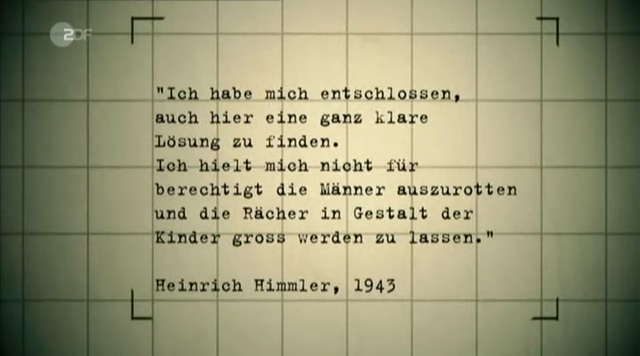 ZDF
"Ich habe mich entschlossen,
auch hier eine ganz klare
Lösung zu finden.
Ich hielt mich nicht für
berechtigt die Männer auszurotten
und die Rächer in Gestalt der
Kinder gross werden zu lassen."
Heinrich Himmler, 1943